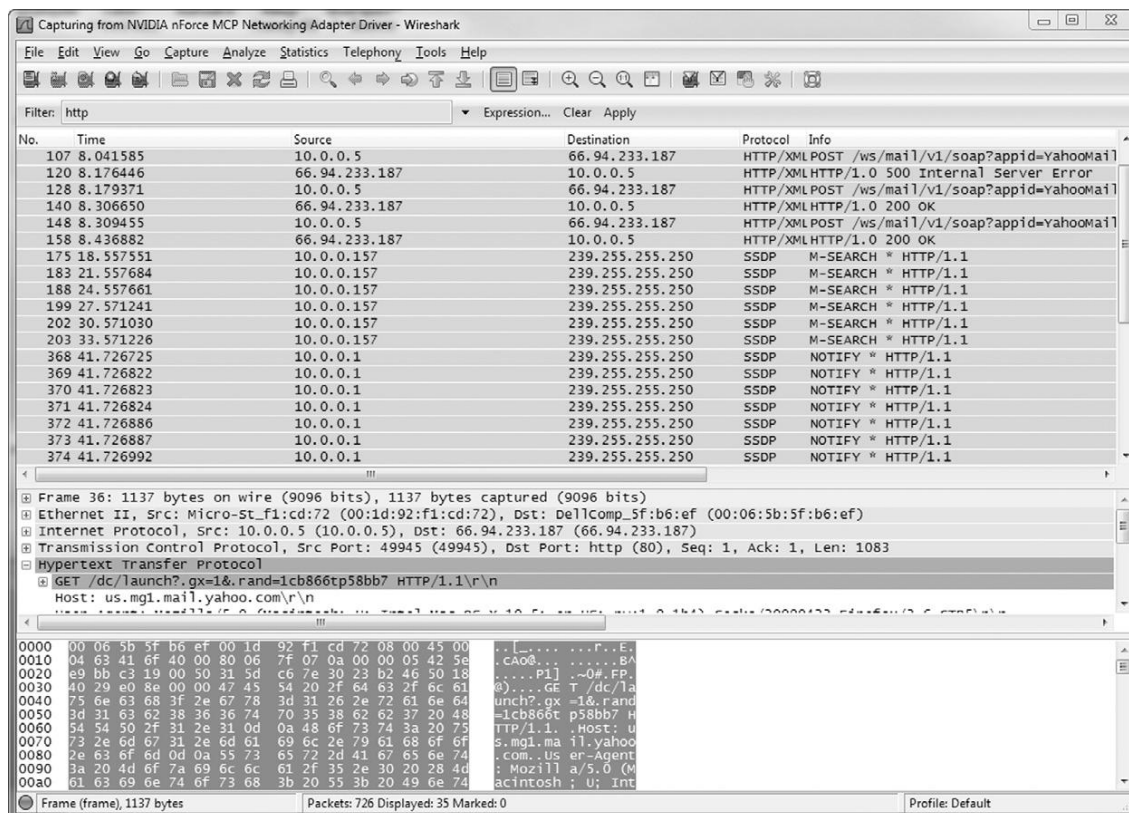 Capturing from NVIDIA nForce MCP Networking Adapter Driver - Wireshark
File Edit View Go Capture Analyze Statistics Telephony Tools Help
Filter: http Expression... Clear Apply
No. Time Source Destination Protocol Info
107 8.041585 10.0.0.5 66.94.233.187 HTTP/XML POST /ws/mail/v1/soap?appid=YahooMail
120 8.176446 66.94.233.187 10.0.0.5 HTTP/XML HTTP/1.0 500 Internal Server Error
128 8.179371 10.0.0.5 66.94.233.187 HTTP/XML POST /ws/mail/v1/soap?appid=YahooMail
140 8.306650 66.94.233.187 10.0.0.5 HTTP/XML HTTP/1.0 200 OK
148 8.309455 10.0.0.5 66.94.233.187 HTTP/XML POST /ws/mail/v1/soap?appid=YahooMail
158 8.436882 66.94.233.187 10.0.0.5 HTTP/XML HTTP/1.0 200 OK
175 18.557551 10.0.0.157 239.255.255.250 SSDP M-SEARCH * HTTP/1.1
183 21.557684 10.0.0.157 239.255.255.250 SSDP M-SEARCH * HTTP/1.1
188 24.557661 10.0.0.157 239.255.255.250 SSDP M-SEARCH * HTTP/1.1
199 27.571241 10.0.0.157 239.255.255.250 SSDP M-SEARCH * HTTP/1.1
202 30.571030 10.0.0.157 239.255.255.250 SSDP M-SEARCH * HTTP/1.1
203 33.571226 10.0.0.157 239.255.255.250 SSDP M-SEARCH * HTTP/1.1
368 41.726725 10.0.0.1 239.255.255.250 SSDP NOTIFY * HTTP/1.1
369 41.726822 10.0.0.1 239.255.255.250 SSDP NOTIFY * HTTP/1.1
370 41.726823 10.0.0.1 239.255.255.250 SSDP NOTIFY * HTTP/1.1
371 41.726824 10.0.0.1 239.255.255.250 SSDP NOTIFY * HTTP/1.1
372 41.726886 10.0.0.1 239.255.255.250 SSDP NOTIFY * HTTP/1.1
373 41.726887 10.0.0.1 239.255.255.250 SSDP NOTIFY * HTTP/1.1
374 41.726992 10.0.0.1 239.255.255.250 SSDP NOTIFY * HTTP/1.1
Frame 36: 1137 bytes on wire (9096 bits), 1137 bytes captured (9096 bits)
Ethernet II, Src: Micro-St_f1:cd:72 (00:1d:92:f1:cd:72), Dst: DellComp_5f:b6:ef (00:06:5b:5f:b6:ef)
Internet Protocol, Src: 10.0.0.5 (10.0.0.5), Dst: 66.94.233.187 (66.94.233.187)
Transmission Control Protocol, Src Port: 49945 (49945), Dst Port: http (80), Seq: 1, Ack: 1, Len: 1083
Hypertext Transfer Protocol
GET /dc/launch?.gx=1&.rand=1cb866tp58bb7 HTTP/1.1\r\n
Host: us.mg1.mail.yahoo.com\r\n
0000 00 06 5b 5f b6 ef 00 1d 92 f1 cd 72 08 00 45 00 ..[_.... ...r..E.
0010 04 63 41 6f 40 00 80 06 7f 07 0a 00 00 05 42 5e .cAo@... ......B^
0020 e9 bb c3 19 00 50 31 5d c6 7e 30 23 b2 46 50 18 .....P1] .~0#.FP.
0030 40 29 e0 8e 00 00 47 45 54 20 2f 64 63 2f 6c 61 @)....GE T /dc/la
0040 75 6e 63 68 3f 2e 67 78 3d 31 26 2e 72 61 6e 64 unch?.gx =1&.rand
0050 3d 31 63 62 38 36 36 74 70 35 38 62 62 37 20 48 =1cb866t p58bb7 H
0060 54 54 50 2f 31 2e 31 0d 0a 48 6f 73 74 3a 20 75 TTP/1.1. .Host: u
0070 73 2e 6d 67 31 2e 6d 61 69 6c 2e 79 61 68 6f 6f s.mg1.ma il.yahoo
0080 2e 63 6f 6d 0d 0a 55 73 65 72 2d 41 67 65 6e 74 .com..Us er-Agent
0090 3a 20 4d 6f 7a 69 6c 6c 61 2f 35 2e 30 20 28 4d : Mozill a/5.0 (M
00a0 61 63 69 6e 74 6f 73 68 3b 20 55 3b 20 49 6e 74 acintosh ; U; Int
Frame (frame), 1137 bytes Packets: 726 Displayed: 35 Marked: 0 Profile: Default